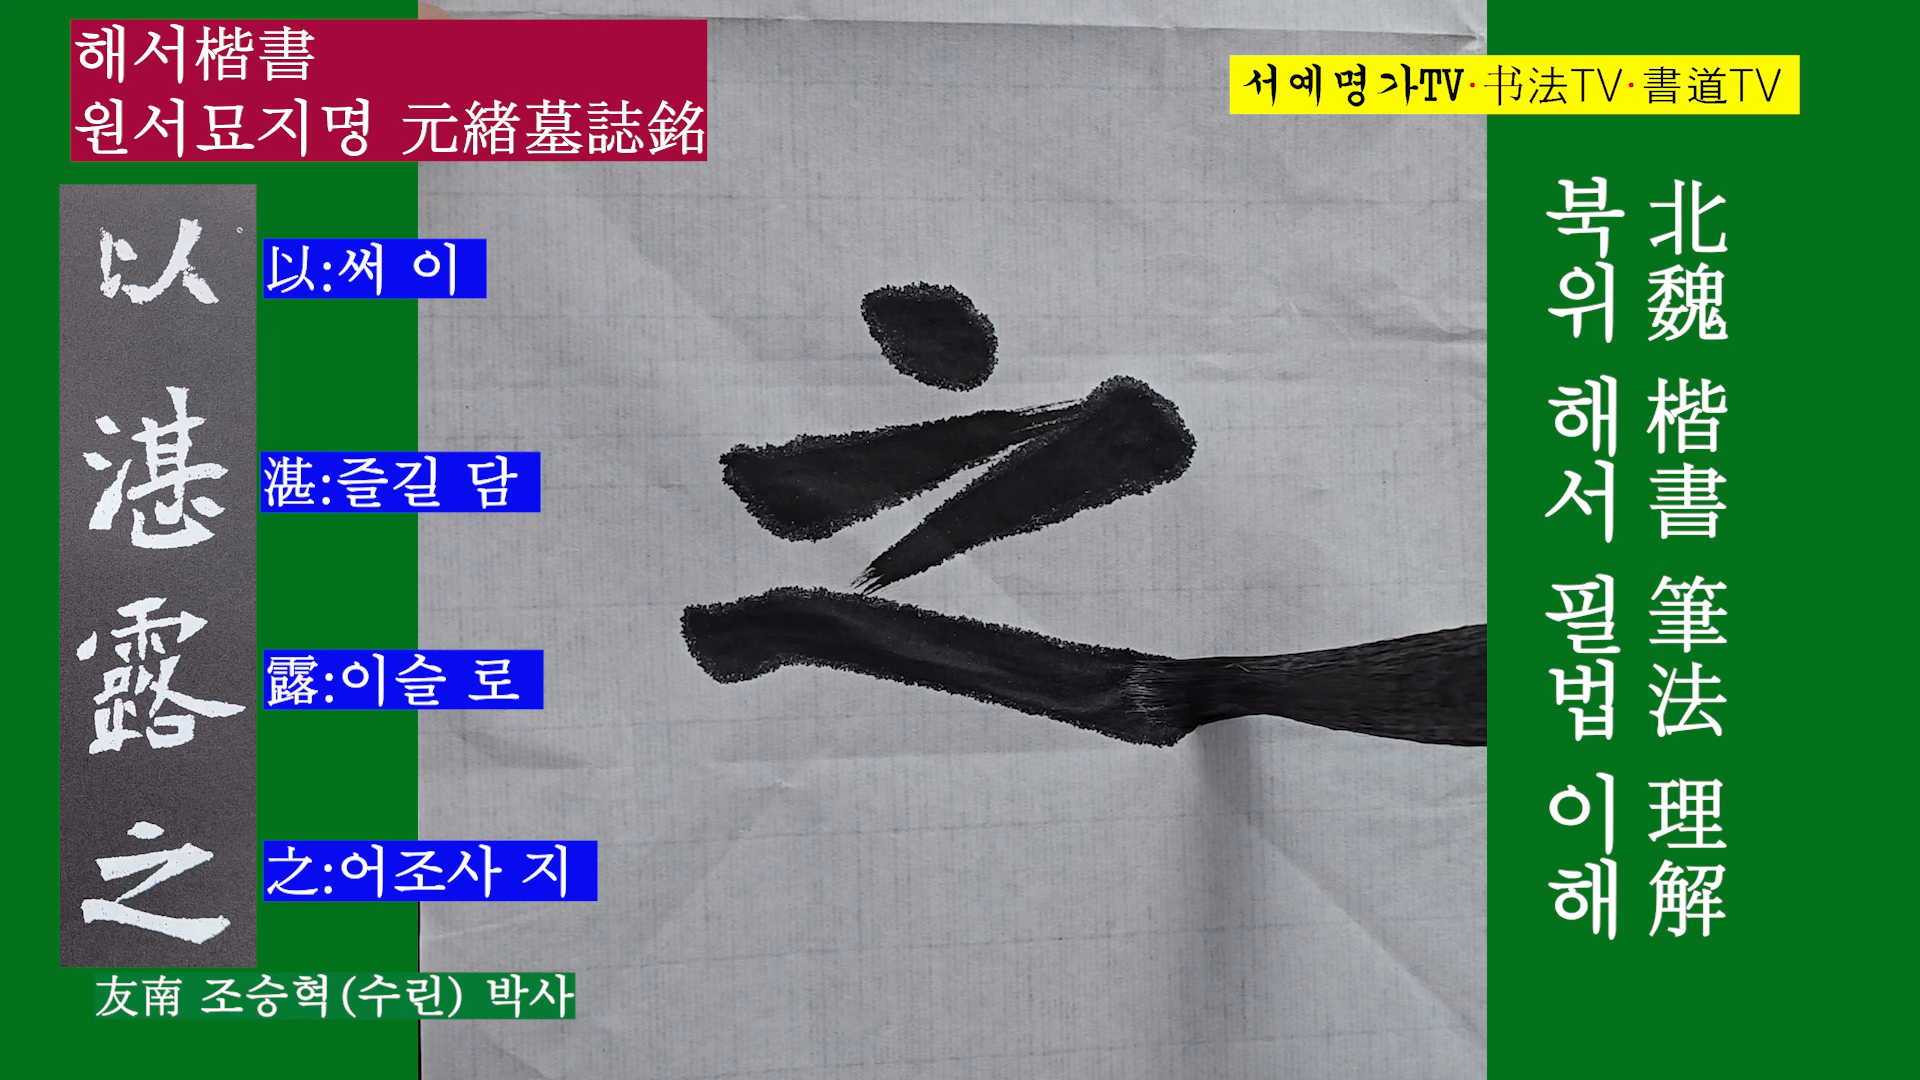 해서楷書
원서묘지명 元緖墓誌銘
서예명가TV·书法TV·書道TV
以
湛
露
之
以:써 이
湛:즐길 담
露:이슬 로
之:어조사 지
之
북위 해서 필법 이해
北魏 楷書 筆法 理解
友南 조승혁(수린) 박사